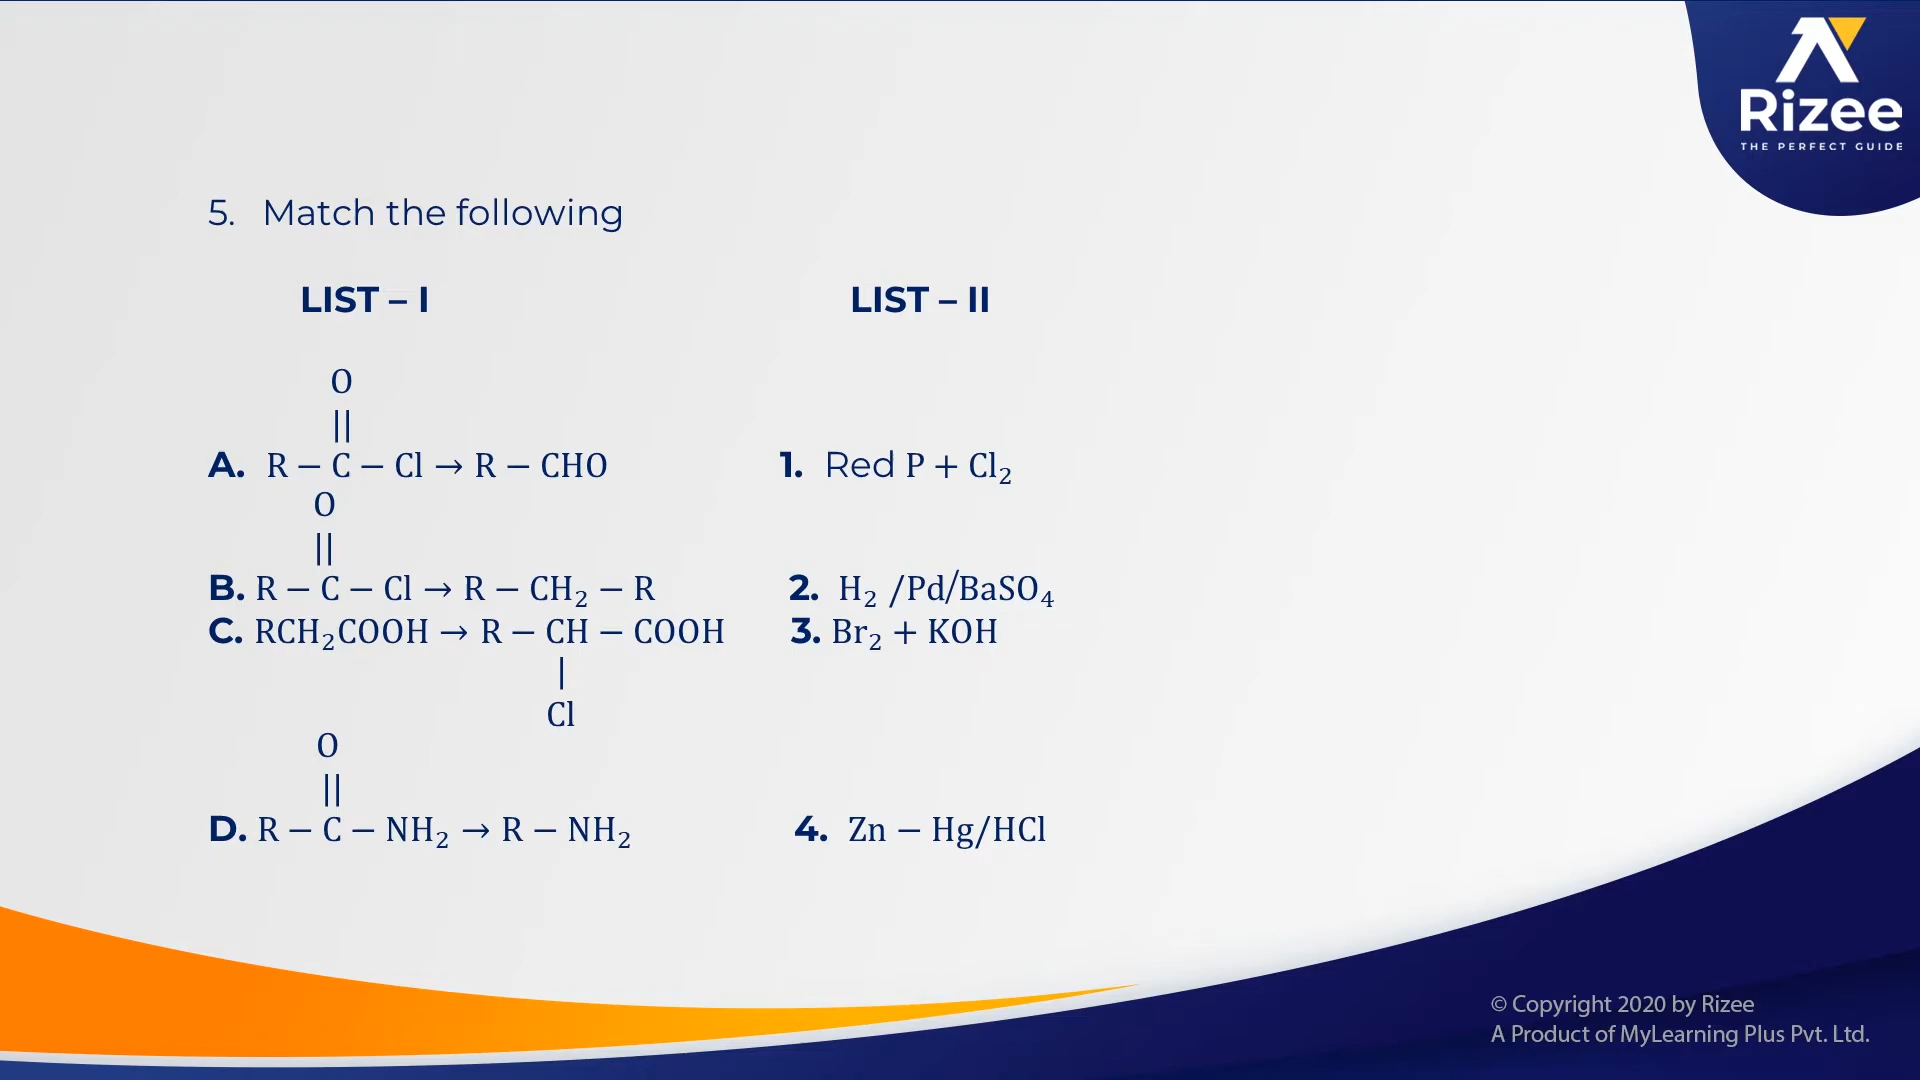 Rizee
THE PERFECT GUIDE
5. Match the following
LIST – I LIST – II
O
||
A. R − C − Cl → R − CHO 1. Red P + Cl₂
O
||
B. R − C − Cl → R − CH₂ − R 2. H₂ /Pd/BaSO₄
C. RCH₂COOH → R − CH − COOH 3. Br₂ + KOH
|
Cl
O
||
D. R − C − NH₂ → R − NH₂ 4. Zn − Hg/HCl
© Copyright 2020 by Rizee
A Product of MyLearning Plus Pvt. Ltd.